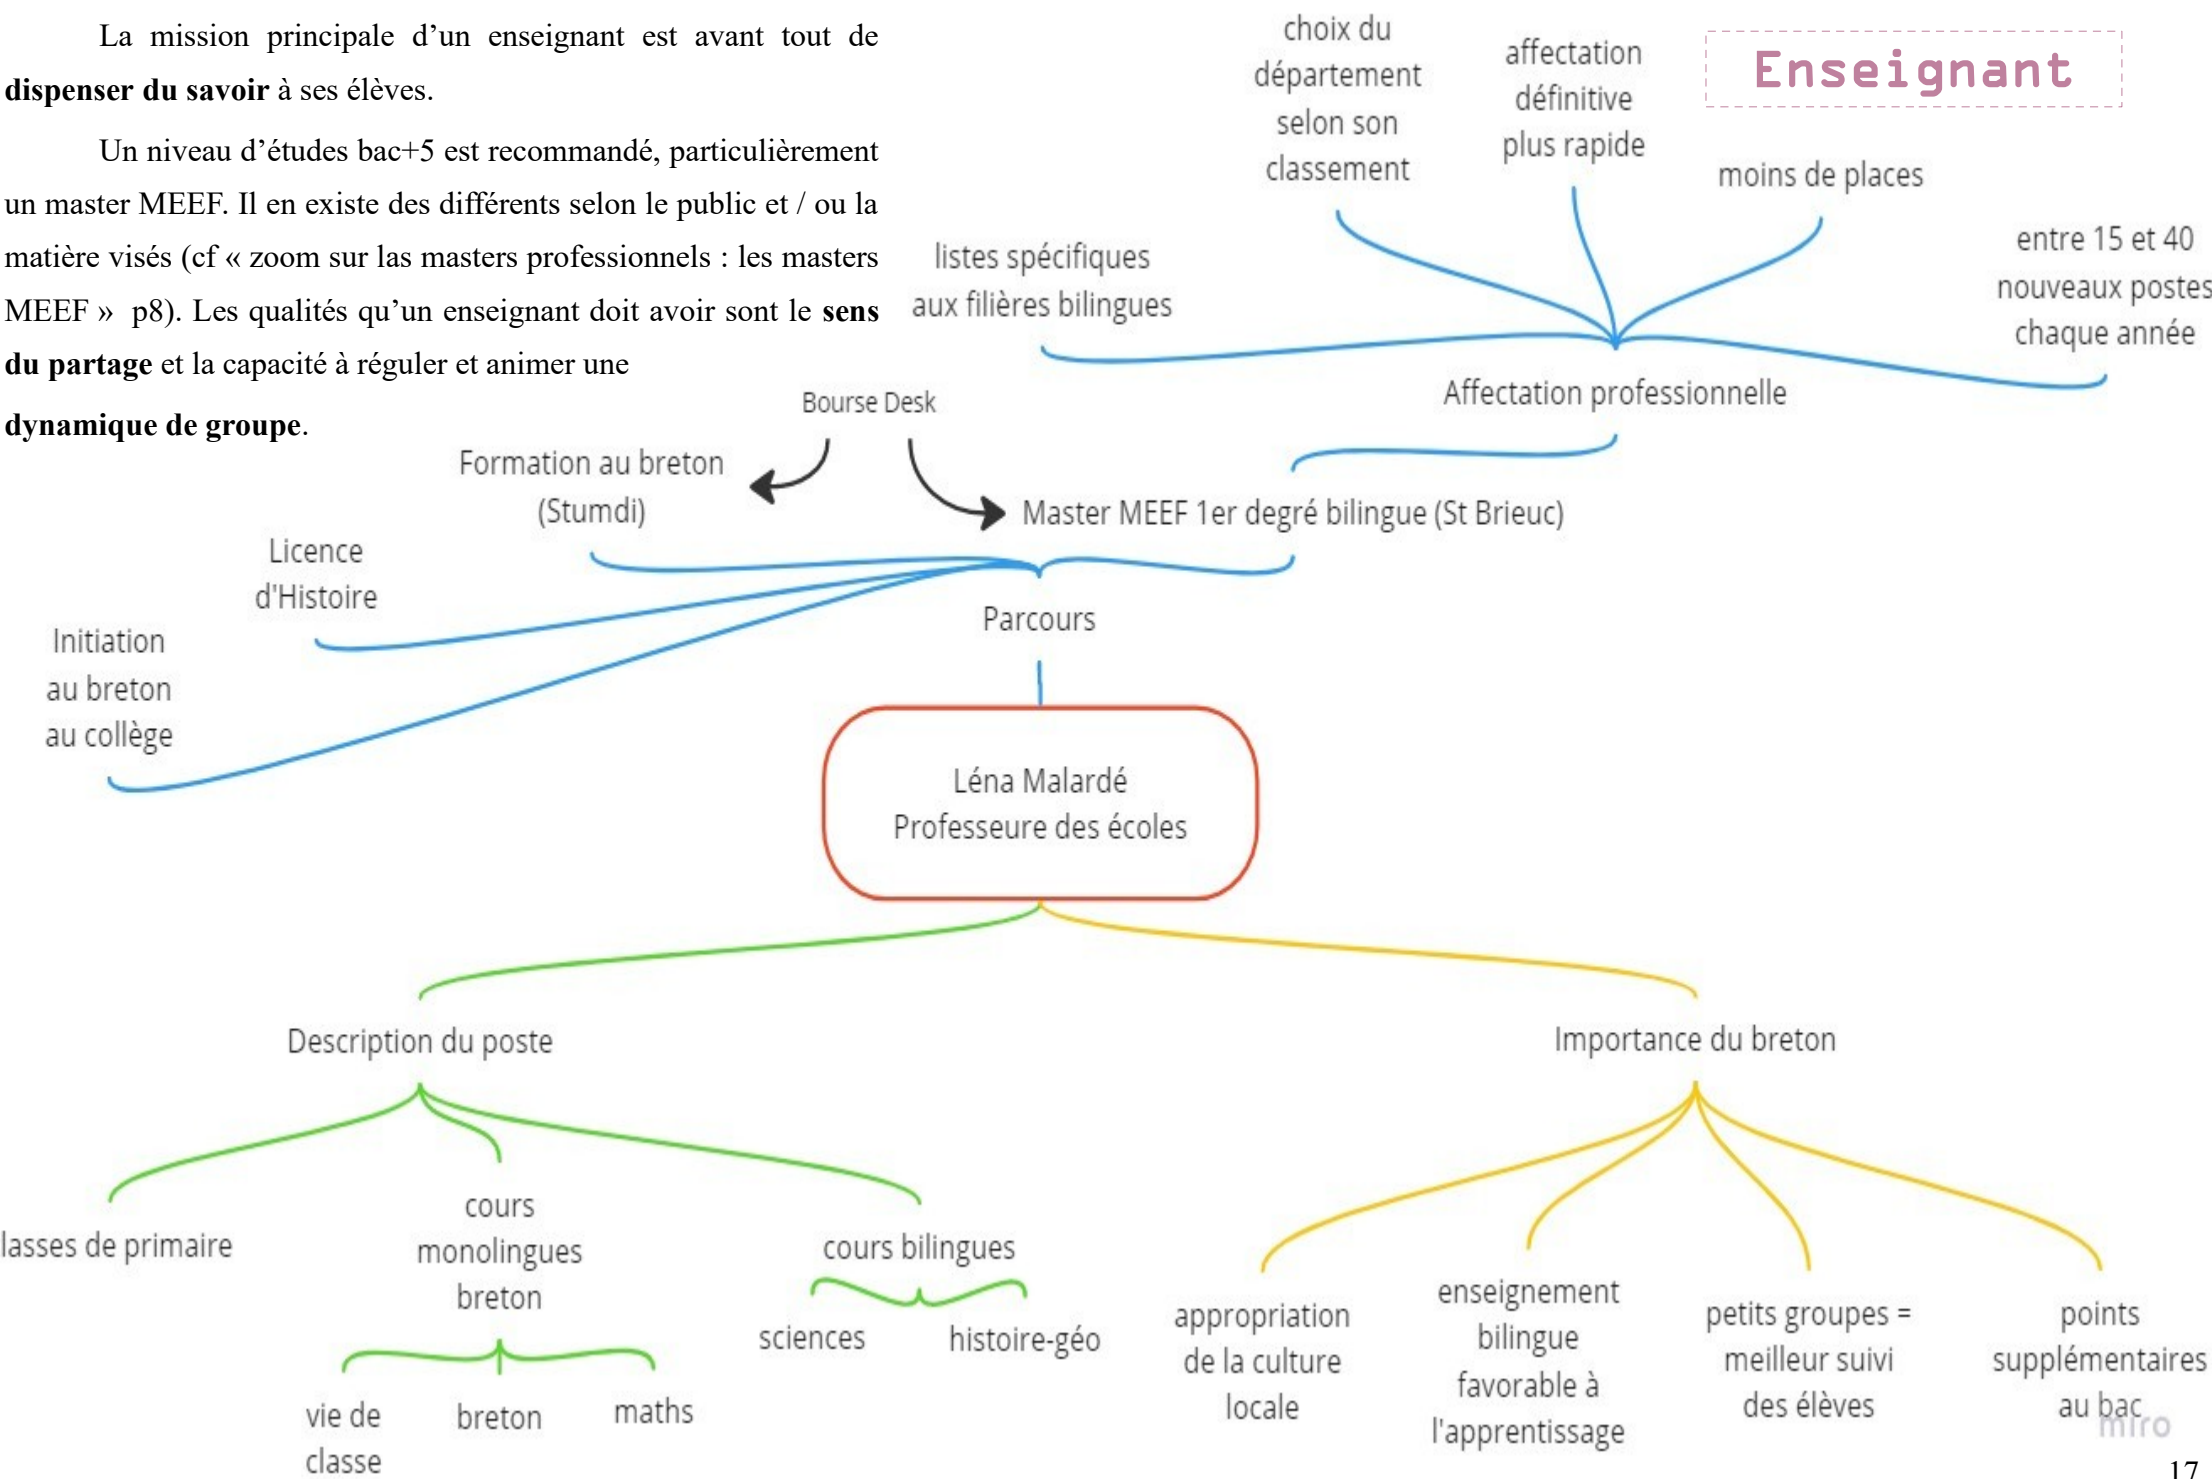 La mission principale d’un enseignant est avant tout de
dispenser du savoir à ses élèves.
Un niveau d’études bac+5 est recommandé, particulièrement
un master MEEF. Il en existe des différents selon le public et / ou la
matière visés (cf « zoom sur las masters professionnels : les masters
MEEF » p8). Les qualités qu’un enseignant doit avoir sont le sens
du partage et la capacité à réguler et animer une
dynamique de groupe.
Enseignant
choix du
département
selon son
classement
affectation
définitive
plus rapide
moins de places
entre 15 et 40
nouveaux postes
chaque année
listes spécifiques
aux filières bilingues
Affectation professionnelle
Bourse Desk
Formation au breton
(Stumdi)
Master MEEF 1er degré bilingue (St Brieuc)
Licence
d'Histoire
Initiation
au breton
au collège
Parcours
Léna Malardé
Professeure des écoles
Description du poste
Importance du breton
lasses de primaire
cours
monolingues
breton
cours bilingues
vie de
classe
breton
maths
sciences
histoire-géo
appropriation
de la culture
locale
enseignement
bilingue
favorable à
l'apprentissage
petits groupes =
meilleur suivi
des élèves
points
supplémentaires
au bac
miro
17